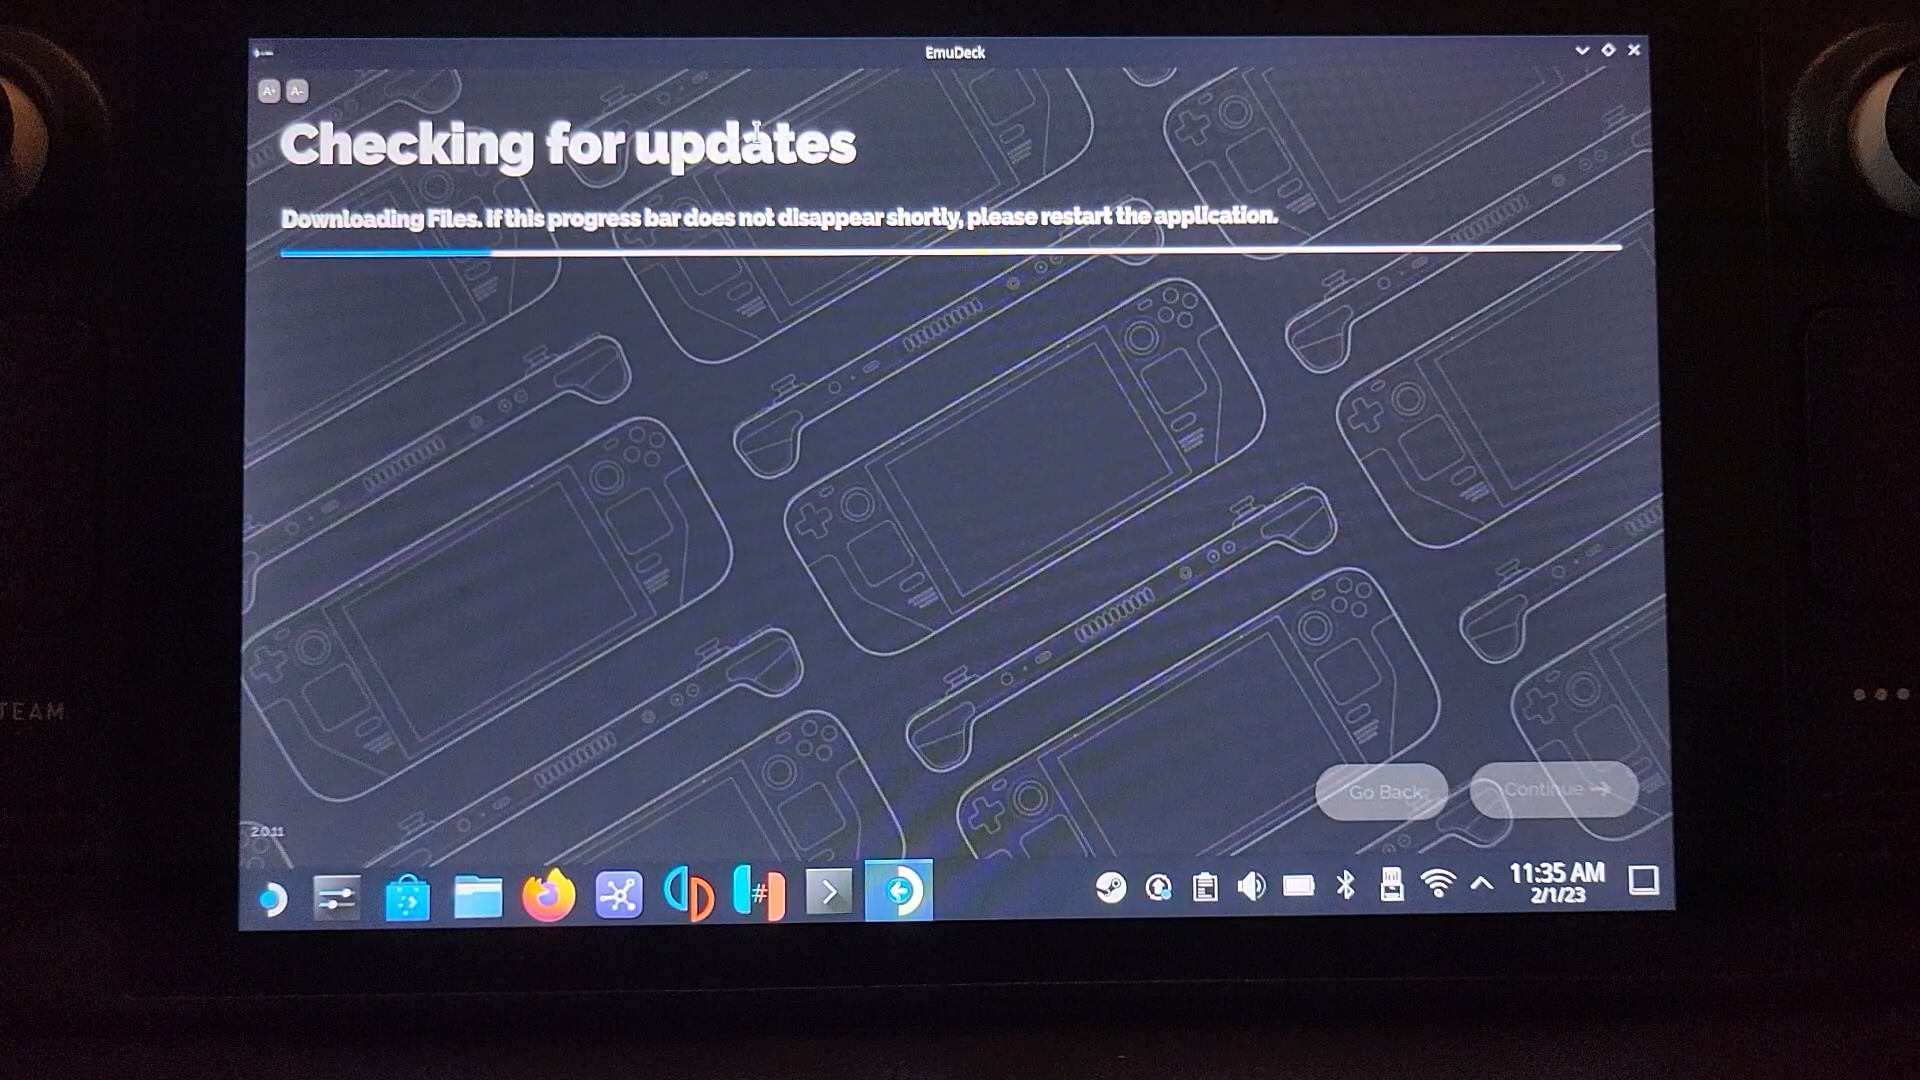 EmuDeck
A+ A-
Checking for updates
Downloading Files. If this progress bar does not disappear shortly, please restart the application.
TEAM
Go Back
Continue →
2.0.11
#
11:35 AM
2/1/23